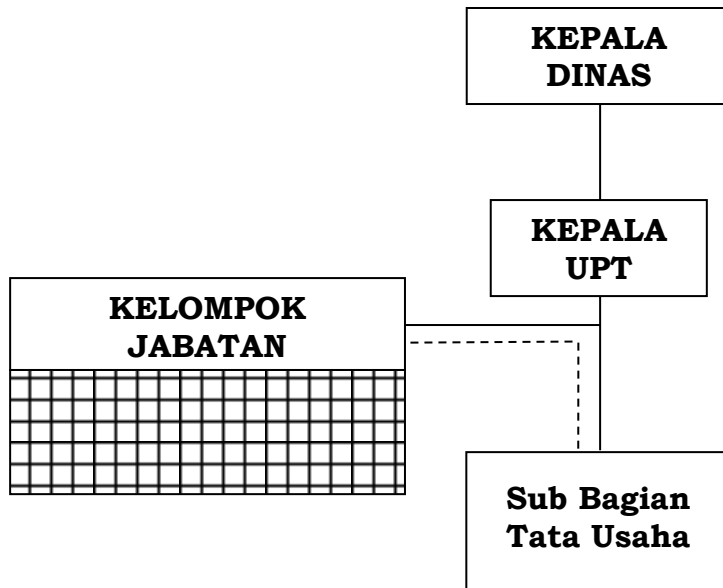 KEPALA
DINAS
KEPALA
UPT
KELOMPOK
JABATAN
Sub Bagian
Tata Usaha